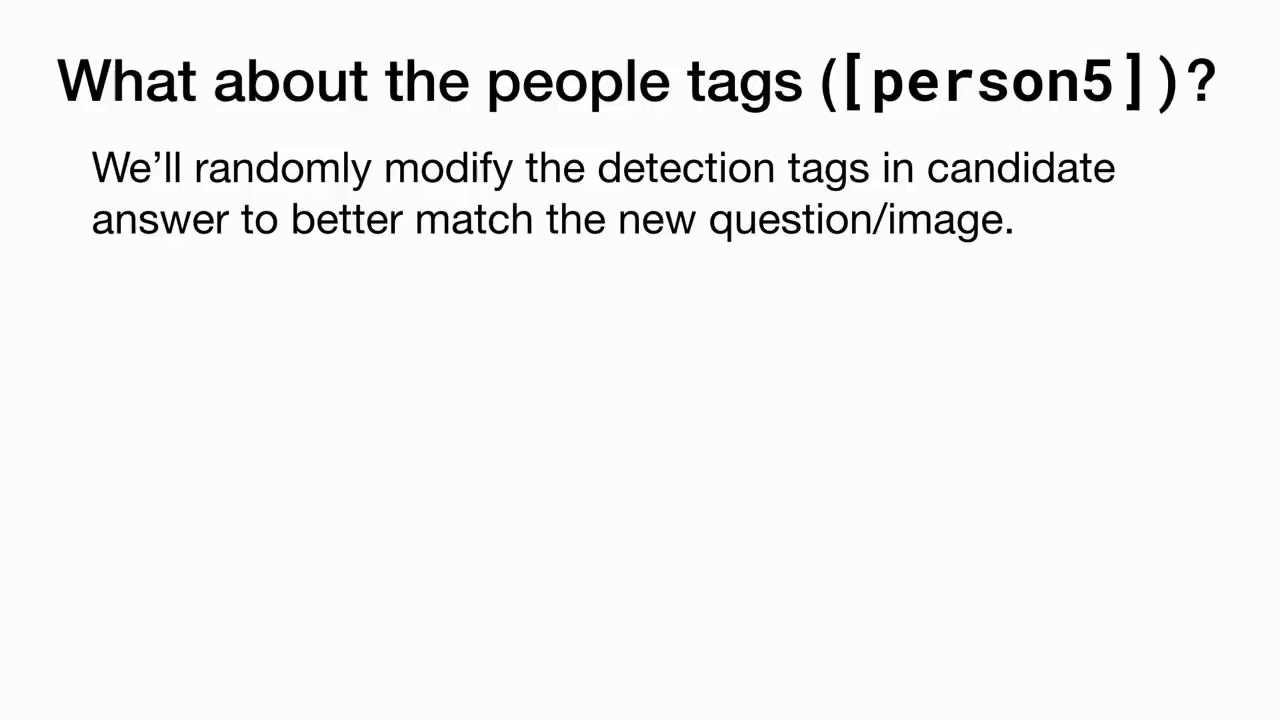 What about the people tags ([person5])?
We’ll randomly modify the detection tags in candidate
answer to better match the new question/image.